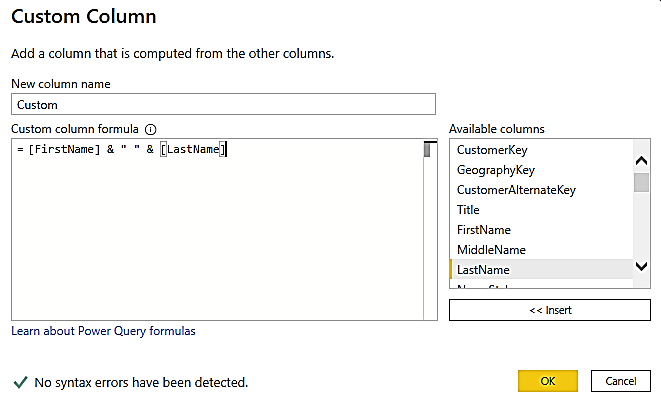 Custom Column
Add a column that is computed from the other columns.
New column name
Custom
Custom column formula
= [FirstName] & " " & [LastName]
Available columns
CustomerKey
GeographyKey
CustomerAlternateKey
Title
FirstName
MiddleName
LastName
<< Insert
Learn about Power Query formulas
No syntax errors have been detected.
OK
Cancel